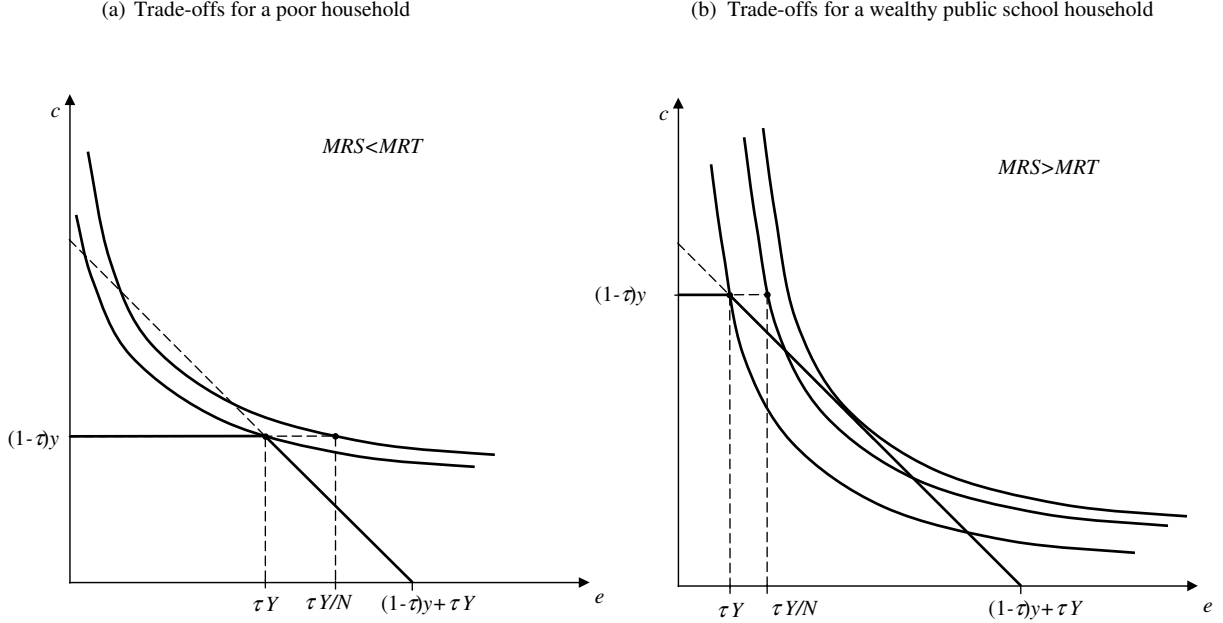 (a) Trade-offs for a poor household
c
MRS<MRT
(1-τ)y
τY
τY/N
(1-τ)y+τY
e
(b) Trade-offs for a wealthy public school household
c
MRS>MRT
(1-τ)y
τY
τY/N
(1-τ)y+τY
e